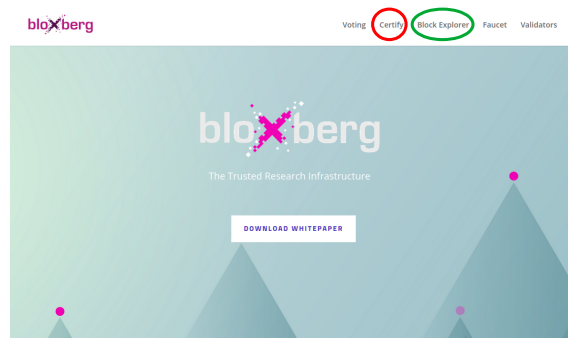 bloxberg
Voting Certify Block Explorer Faucet Validators
bloxberg
The Trusted Research Infrastructure
DOWNLOAD WHITEPAPER